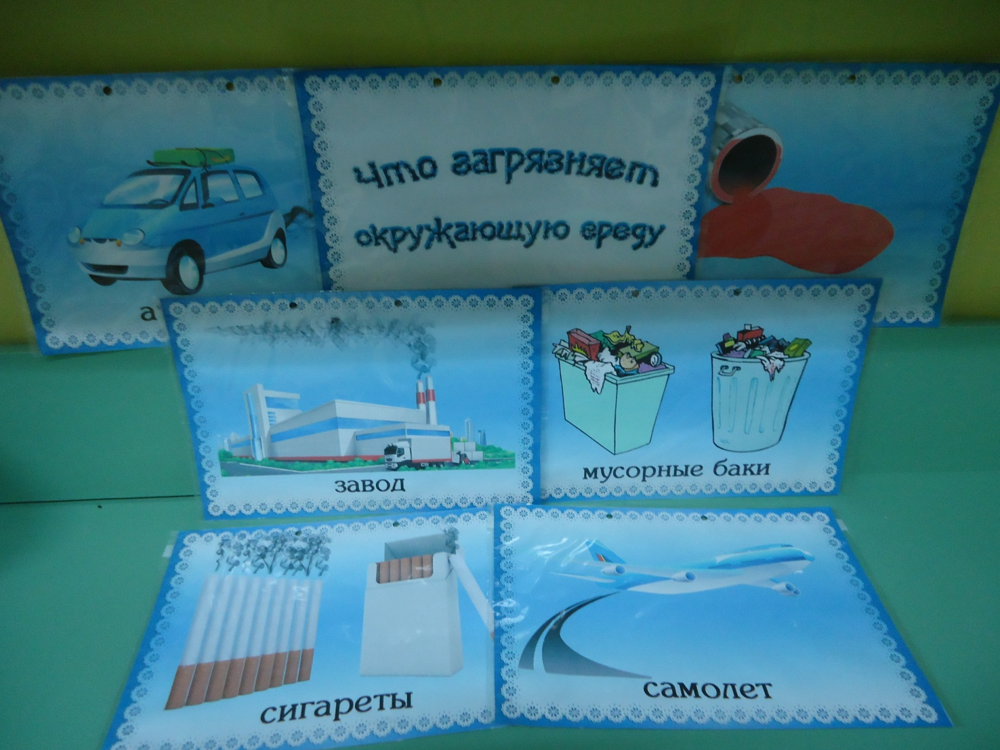 Что загрязняет
окружающую среду
завод
мусорные баки
сигареты
самолет